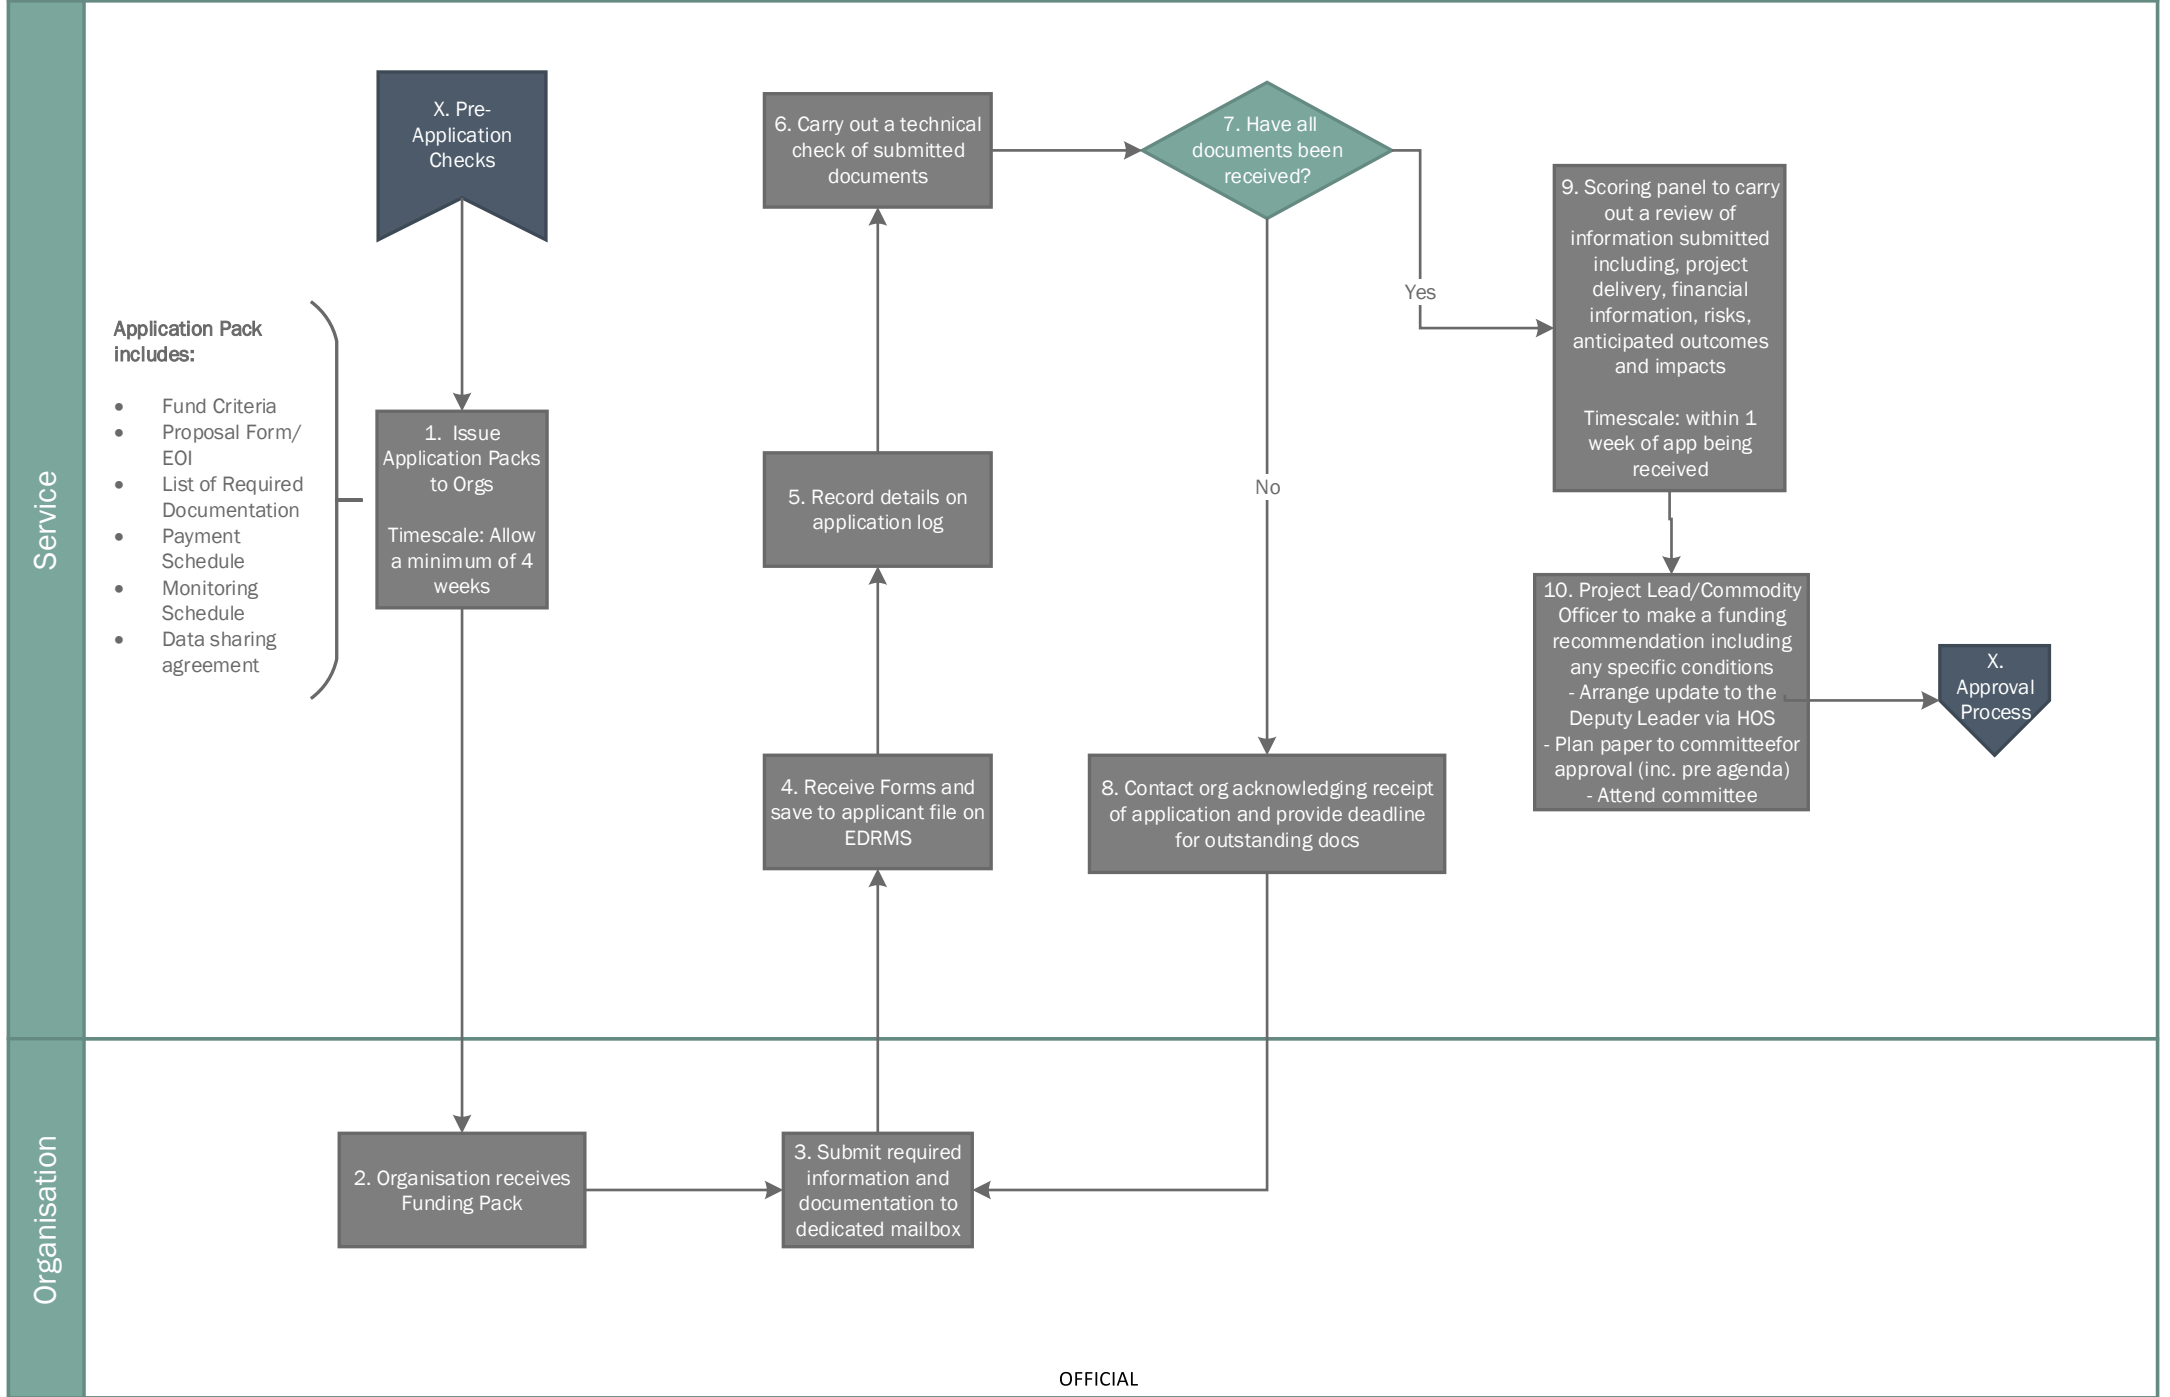 Service
X. Pre-
Application
Checks
Application Pack
includes:
• Fund Criteria
• Proposal Form/
EOI
• List of Required
Documentation
• Payment
Schedule
• Monitoring
Schedule
• Data sharing
agreement
1. Issue
Application Packs
to Orgs
Timescale: Allow
a minimum of 4
weeks
6. Carry out a technical
check of submitted
documents
5. Record details on
application log
4. Receive Forms and
save to applicant file on
EDRMS
7. Have all
documents been
received?
Yes
No
8. Contact org acknowledging receipt
of application and provide deadline
for outstanding docs
9. Scoring panel to carry
out a review of
information submitted
including, project
delivery, financial
information, risks,
anticipated outcomes
and impacts
Timescale: within 1
week of app being
received
10. Project Lead/Commodity
Officer to make a funding
recommendation including
any specific conditions
- Arrange update to the
Deputy Leader via HOS
- Plan paper to committeefor
approval (inc. pre agenda)
- Attend committee
X.
Approval
Process
Organisation
2. Organisation receives
Funding Pack
3. Submit required
information and
documentation to
dedicated mailbox
OFFICIAL